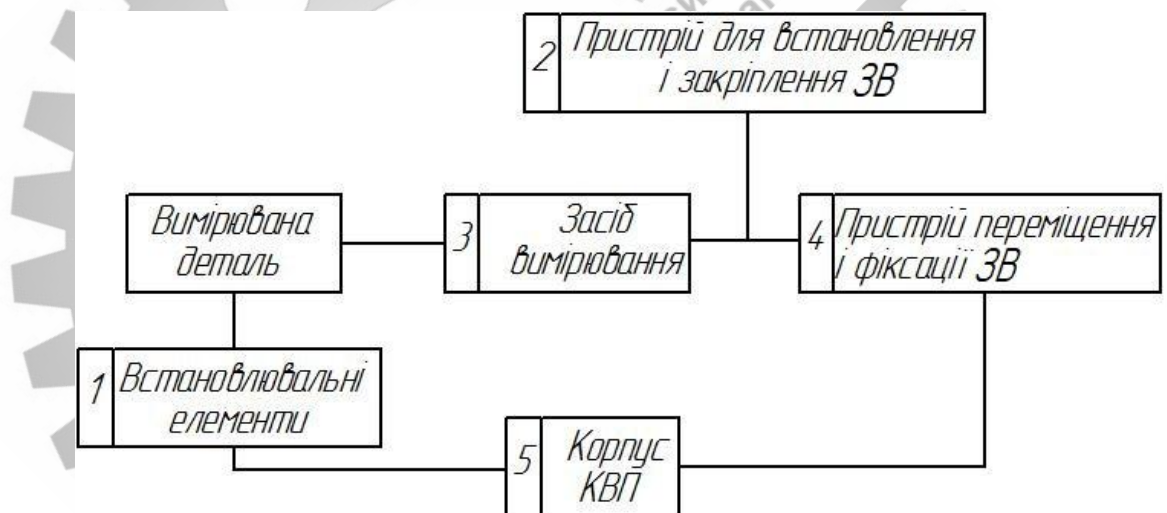 2
Пристрій для встановлення
і закріплення ЗВ
Вимірювана
деталь
3
Засіб
вимірювання
4
Пристрій переміщення
і фіксації ЗВ
1
Встановлювальні
елементи
5
Корпус
КВП